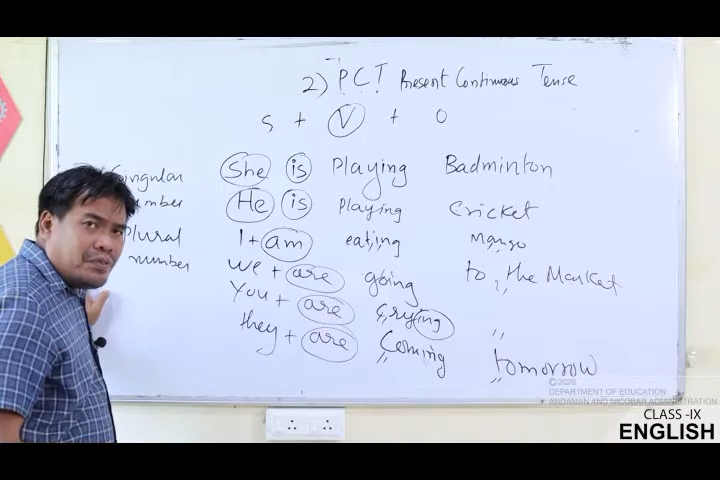 2) PCT Present Continuous Tense
S + V + O
Singular number
She is Playing Badminton
He is Playing Cricket
Plural number
I + am eating mango
we + are going to the Market
You + are crying
they + are Coming tomorrow
©2020
DEPARTMENT OF EDUCATION
ANDAMAN AND NICOBAR ADMINISTRATION
CLASS -IX
ENGLISH